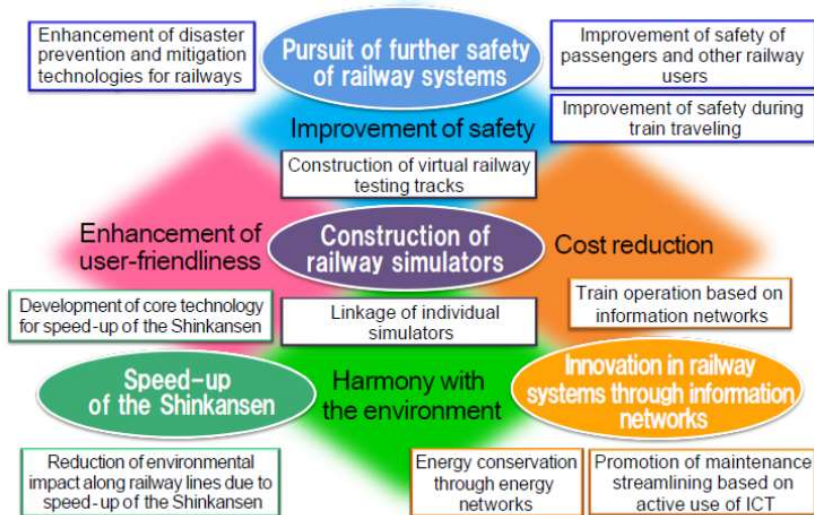 Enhancement of disaster
prevention and mitigation
technologies for railways
Pursuit of further safety
of railway systems
Improvement of safety of
passengers and other railway
users
Improvement of safety during
train traveling
Improvement of safety
Construction of virtual railway
testing tracks
Enhancement of
user-friendliness
Construction of
railway simulators
Cost reduction
Development of core technology
for speed-up of the Shinkansen
Linkage of individual
simulators
Train operation based on
information networks
Speed-up
of the Shinkansen
Harmony with
the environment
Innovation in railway
systems through information
networks
Reduction of environmental
impact along railway lines due to
speed-up of the Shinkansen
Energy conservation
through energy
networks
Promotion of maintenance
streamlining based on
active use of ICT